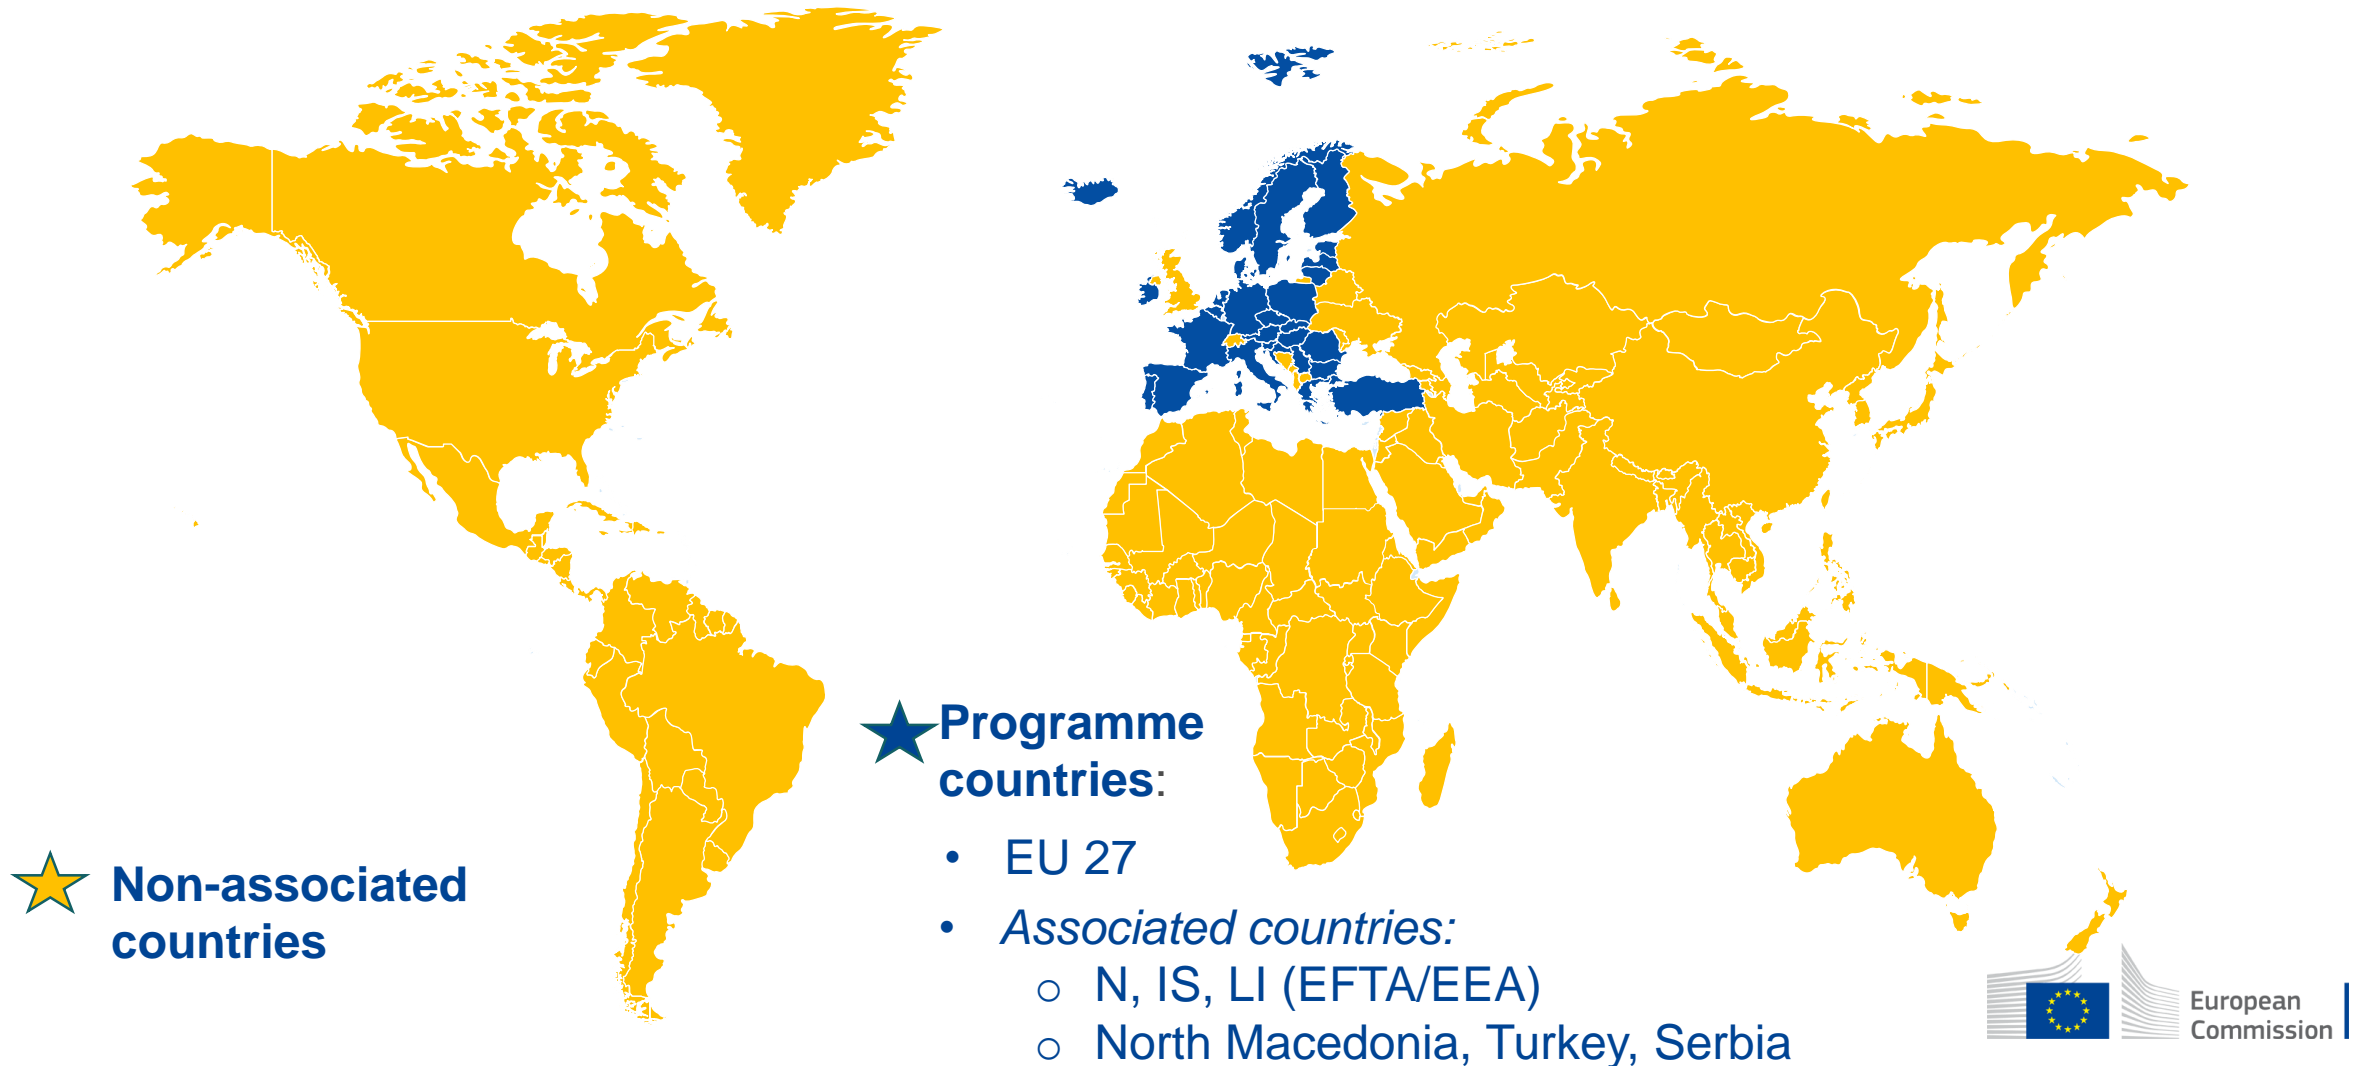 Programme
countries:
• EU 27
• Associated countries:
o N, IS, LI (EFTA/EEA)
o North Macedonia, Turkey, Serbia
Non-associated
countries
European
Commission